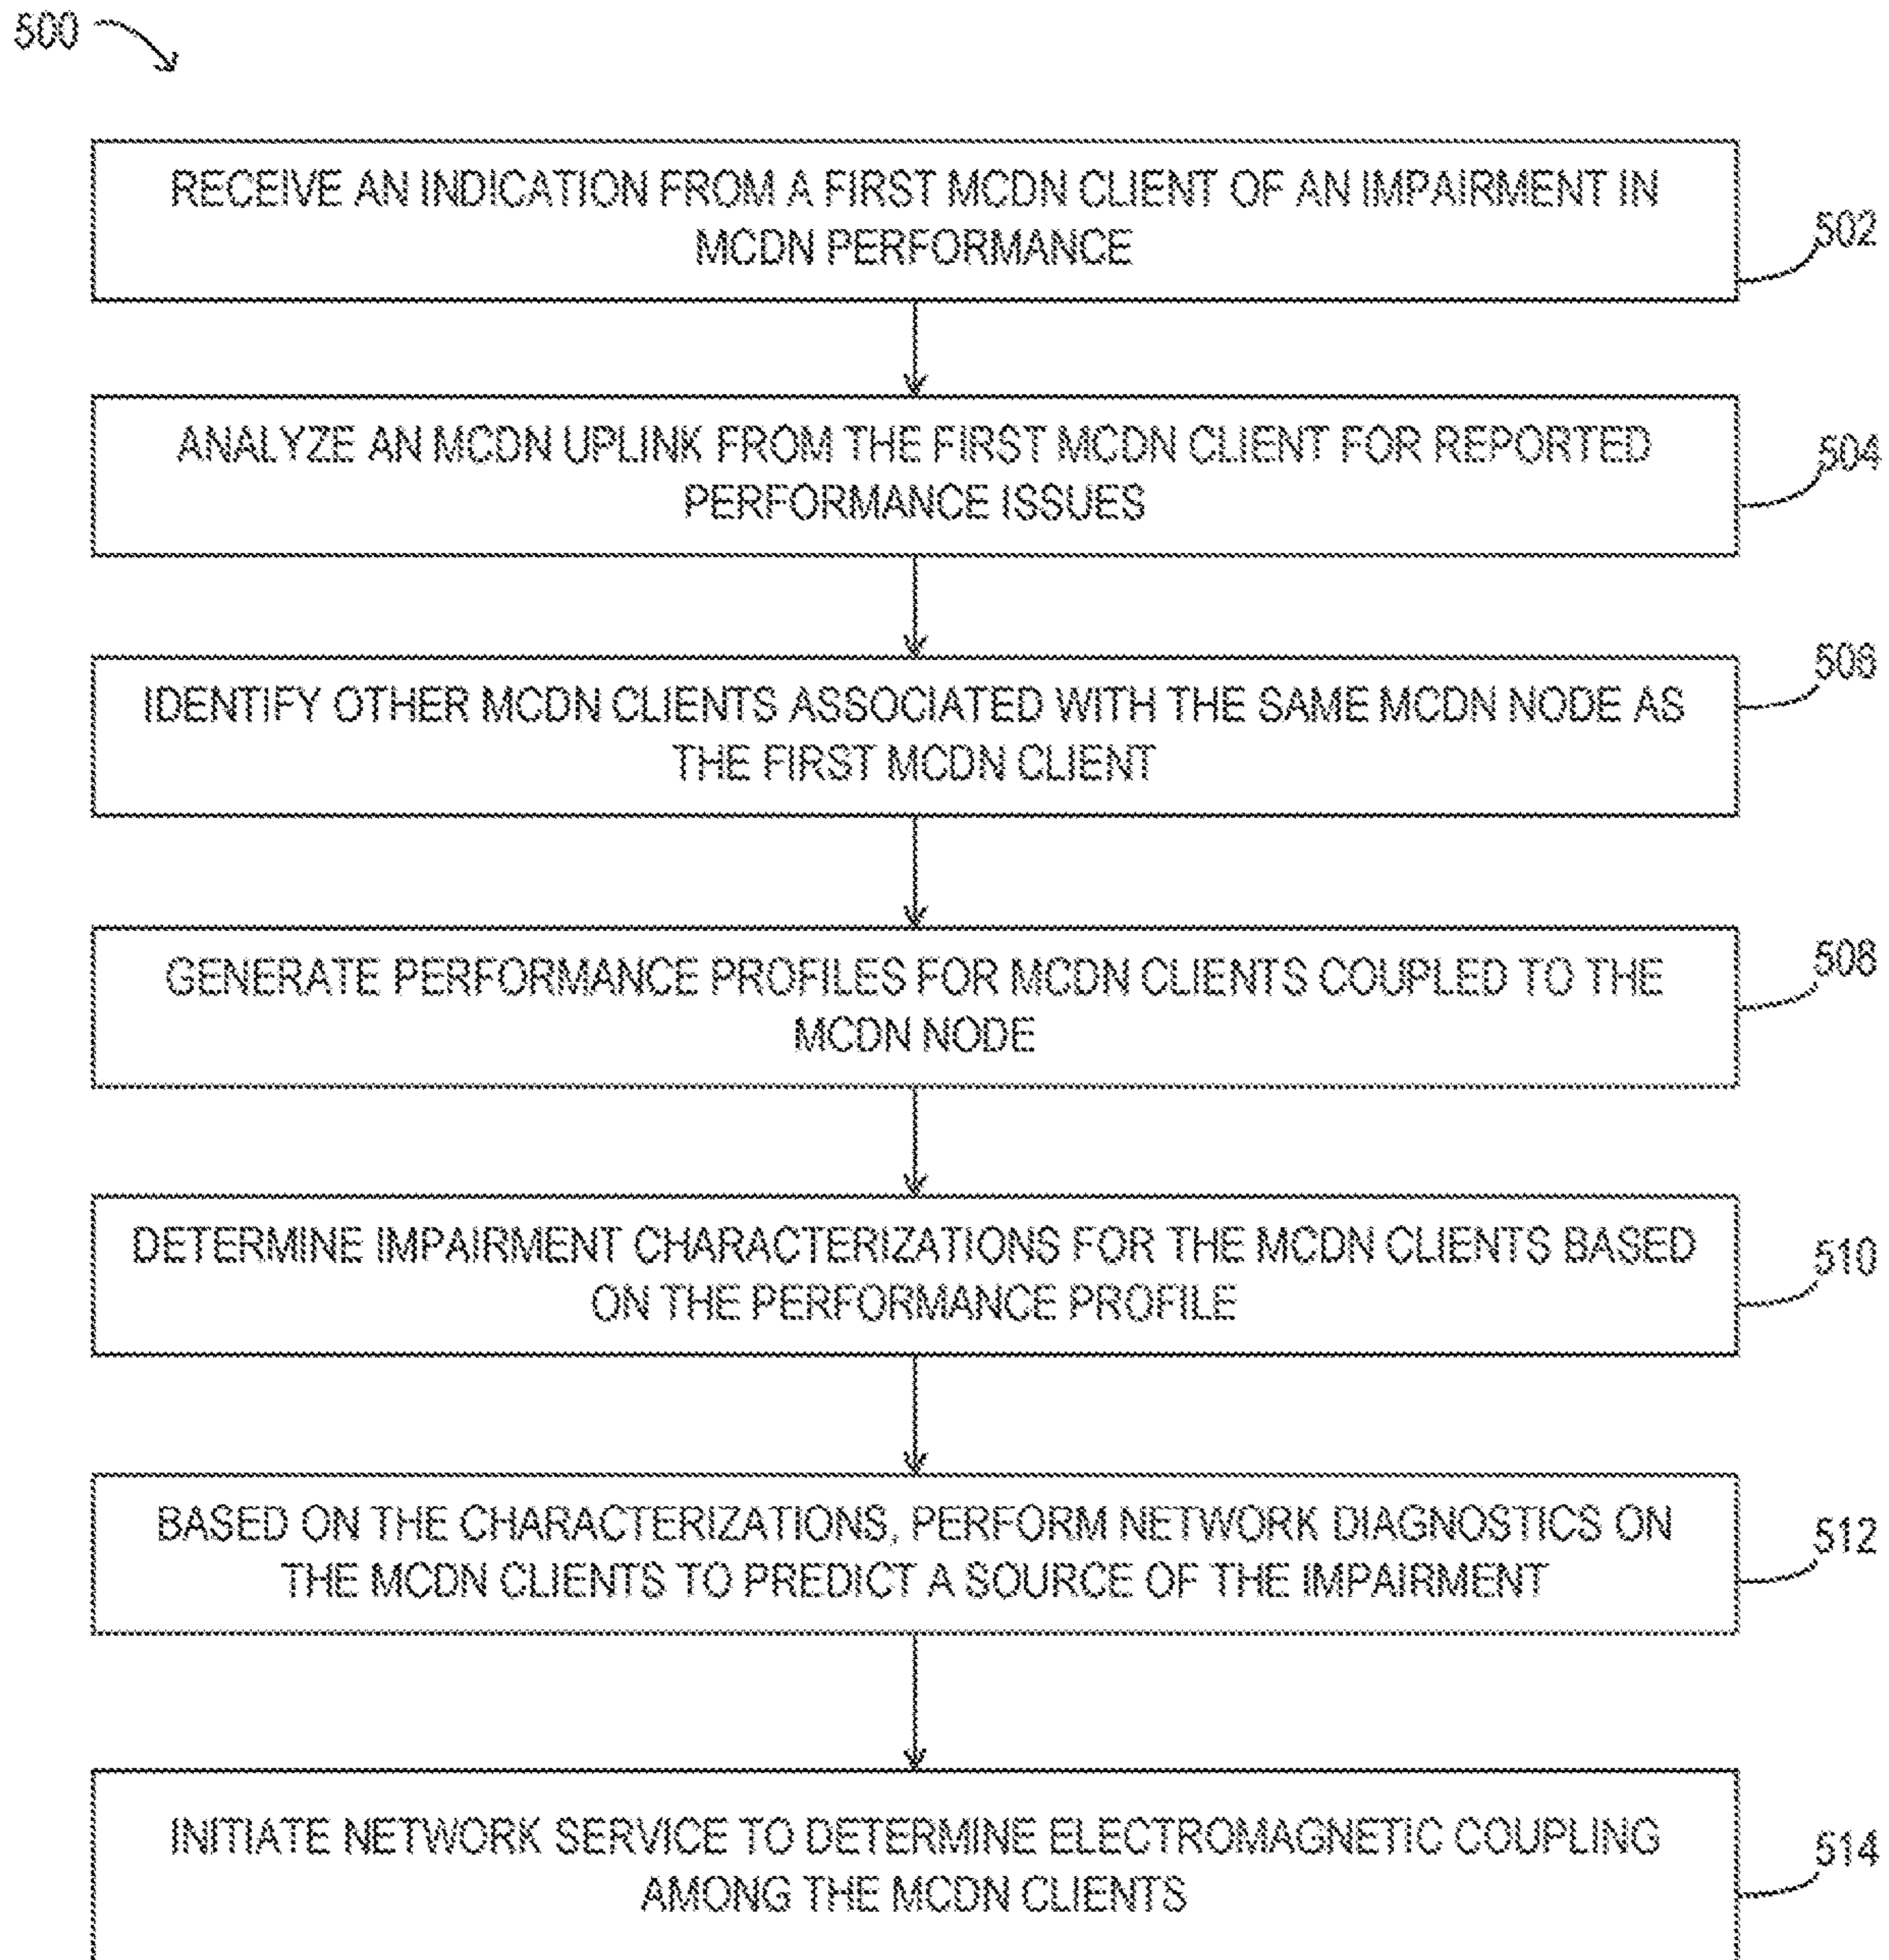 500
RECEIVE AN INDICATION FROM A FIRST MCDN CLIENT OF AN IMPAIRMENT IN
MCDN PERFORMANCE
502
ANALYZE AN MCDN UPLINK FROM THE FIRST MCDN CLIENT FOR REPORTED
PERFORMANCE ISSUES
504
IDENTIFY OTHER MCDN CLIENTS ASSOCIATED WITH THE SAME MCDN NODE AS
THE FIRST MCDN CLIENT
506
GENERATE PERFORMANCE PROFILES FOR MCDN CLIENTS COUPLED TO THE
MCDN NODE
508
DETERMINE IMPAIRMENT CHARACTERIZATIONS FOR THE MCDN CLIENTS BASED
ON THE PERFORMANCE PROFILE
510
BASED ON THE CHARACTERIZATIONS, PERFORM NETWORK DIAGNOSTICS ON
THE MCDN CLIENTS TO PREDICT A SOURCE OF THE IMPAIRMENT
512
INITIATE NETWORK SERVICE TO DETERMINE ELECTROMAGNETIC COUPLING
AMONG THE MCDN CLIENTS
514